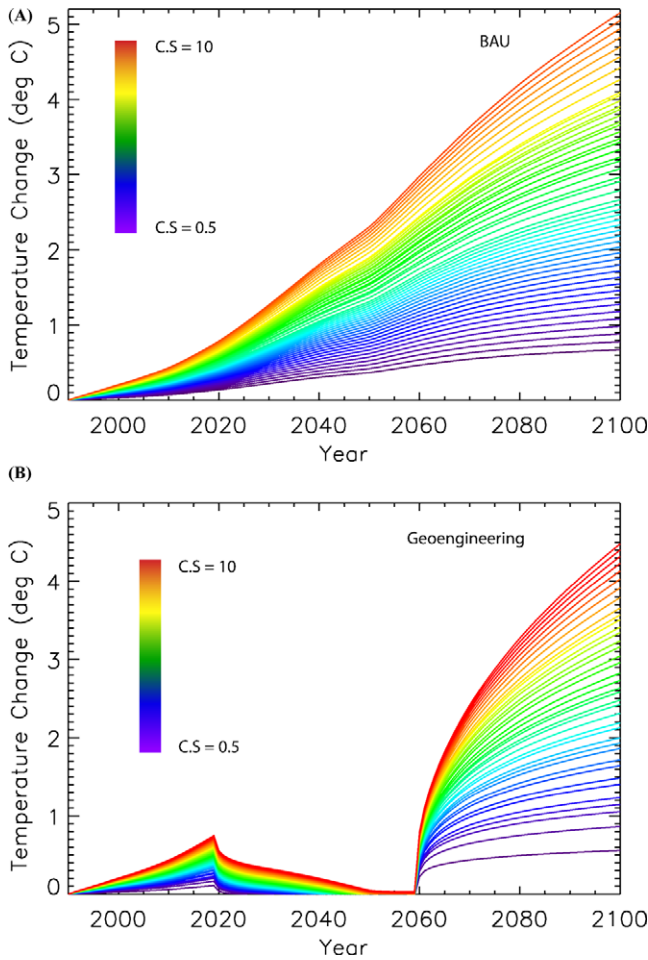 (A)
5
C.S = 10
BAU
4
3
C.S = 0.5
2
1
0
Temperature Change (deg C)
2000 2020 2040 2060 2080 2100
Year
(B)
Geoengineering
C.S = 10
4
3
C.S = 0.5
2
1
0
Temperature Change (deg C)
2000 2020 2040 2060 2080 2100
Year